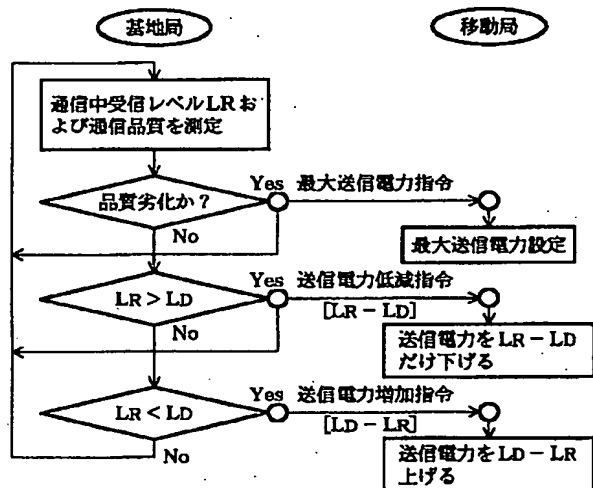 基地局
移動局
通信中受信レベルLRお
よび通信品質を測定
品質劣化か？
Yes
最大送信電力指令
No
最大送信電力設定
LR > LD
Yes
送信電力低減指令
[LR－LD]
No
送信電力をLR－LD
だけ下げる
LR < LD
Yes
送信電力増加指令
[LD－LR]
No
送信電力をLD－LR
上げる